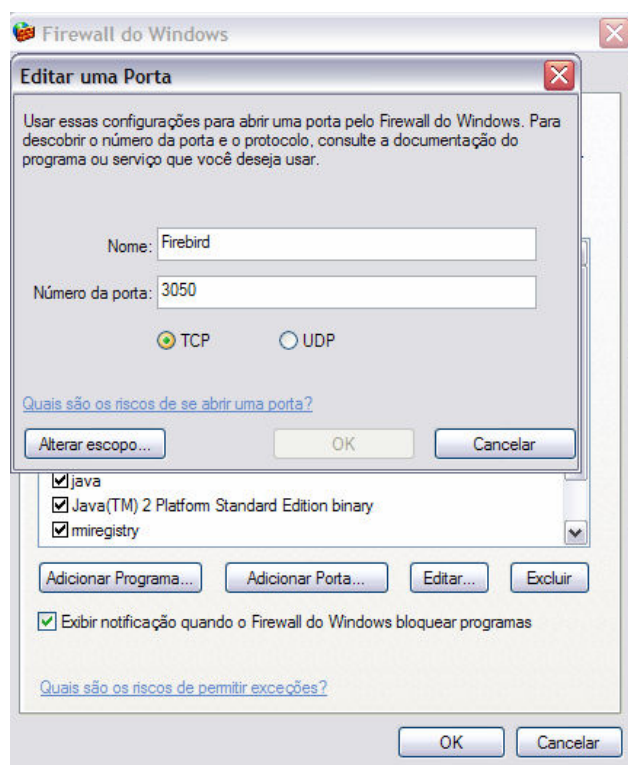 Firewall do Windows
Editar uma Porta
Usar essas configurações para abrir uma porta pelo Firewall do Windows. Para
descobrir o número da porta e o protocolo, consulte a documentação do
programa ou serviço que você deseja usar.
Nome: Firebird
Número da porta: 3050
TCP UDP
Quais são os riscos de se abrir uma porta?
Alterar escopo... OK Cancelar
java
Java(TM) 2 Platform Standard Edition binary
rmiregistry
Adicionar Programa... Adicionar Porta... Editar... Excluir
Exibir notificação quando o Firewall do Windows bloquear programas
Quais são os riscos de permitir exceções?
OK Cancelar